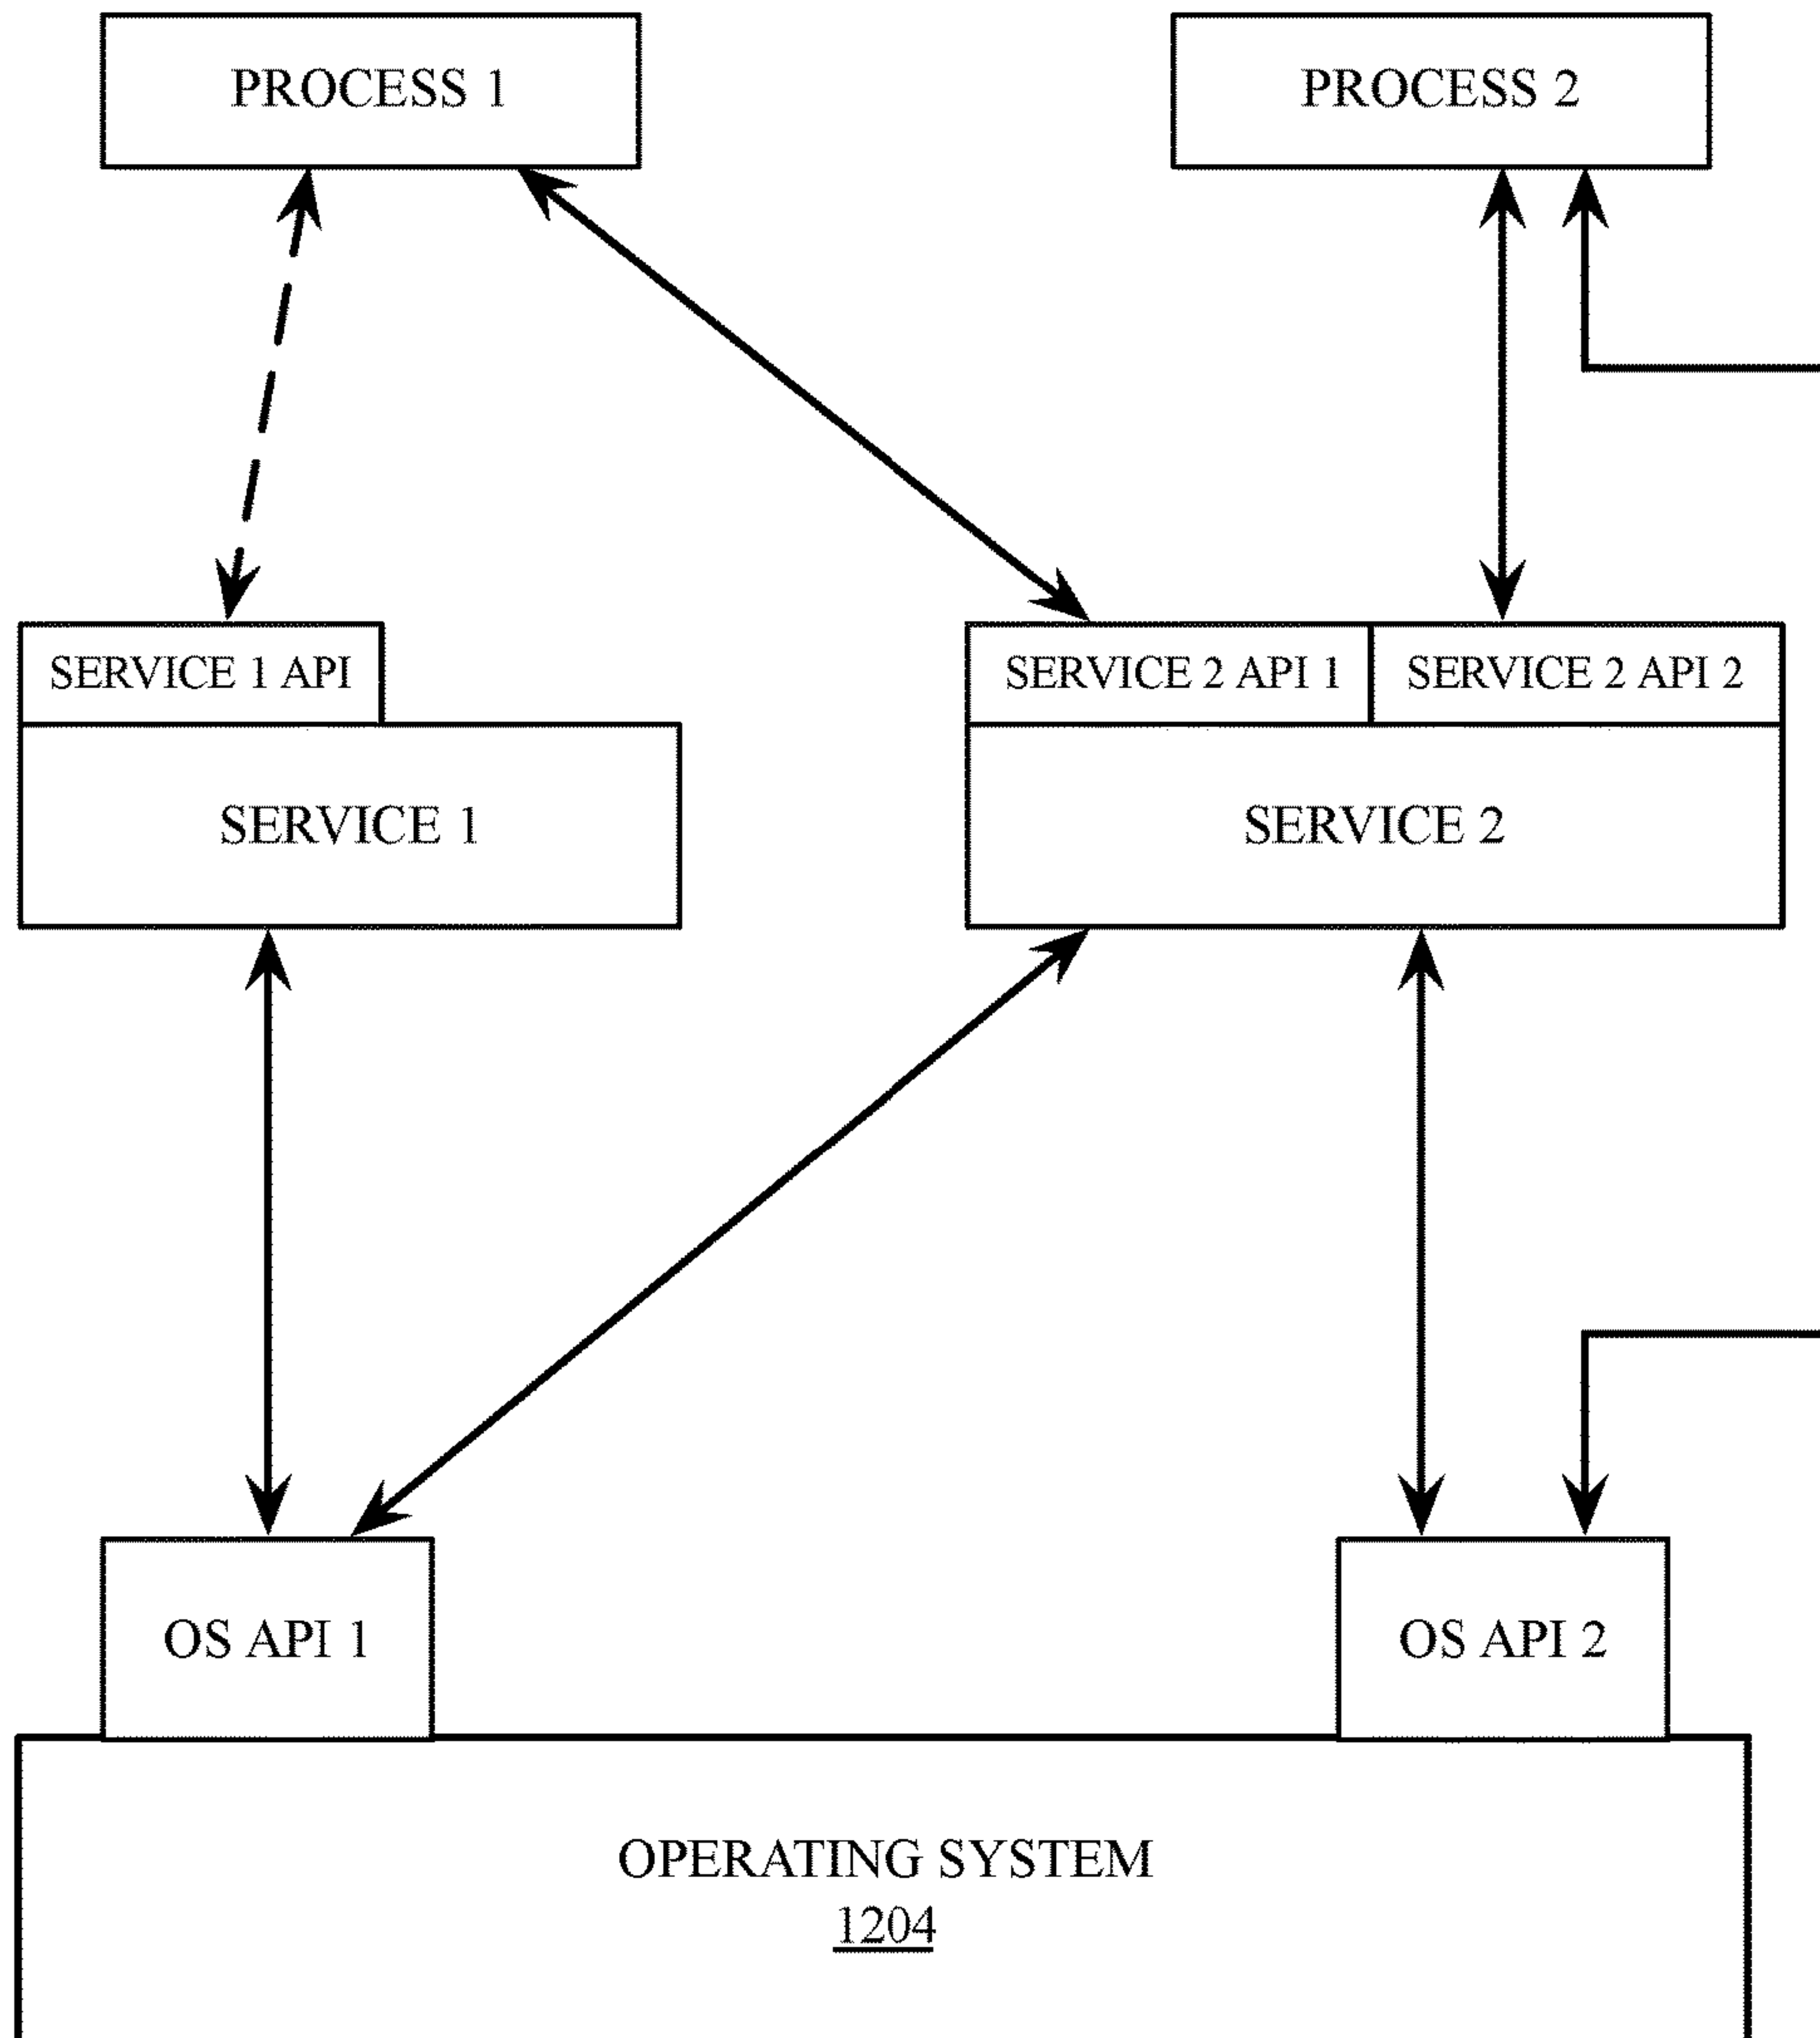 PROCESS 1
PROCESS 2
SERVICE 1 API
SERVICE 2 API 1
SERVICE 2 API 2
SERVICE 1
SERVICE 2
OS API 1
OS API 2
OPERATING SYSTEM
1204